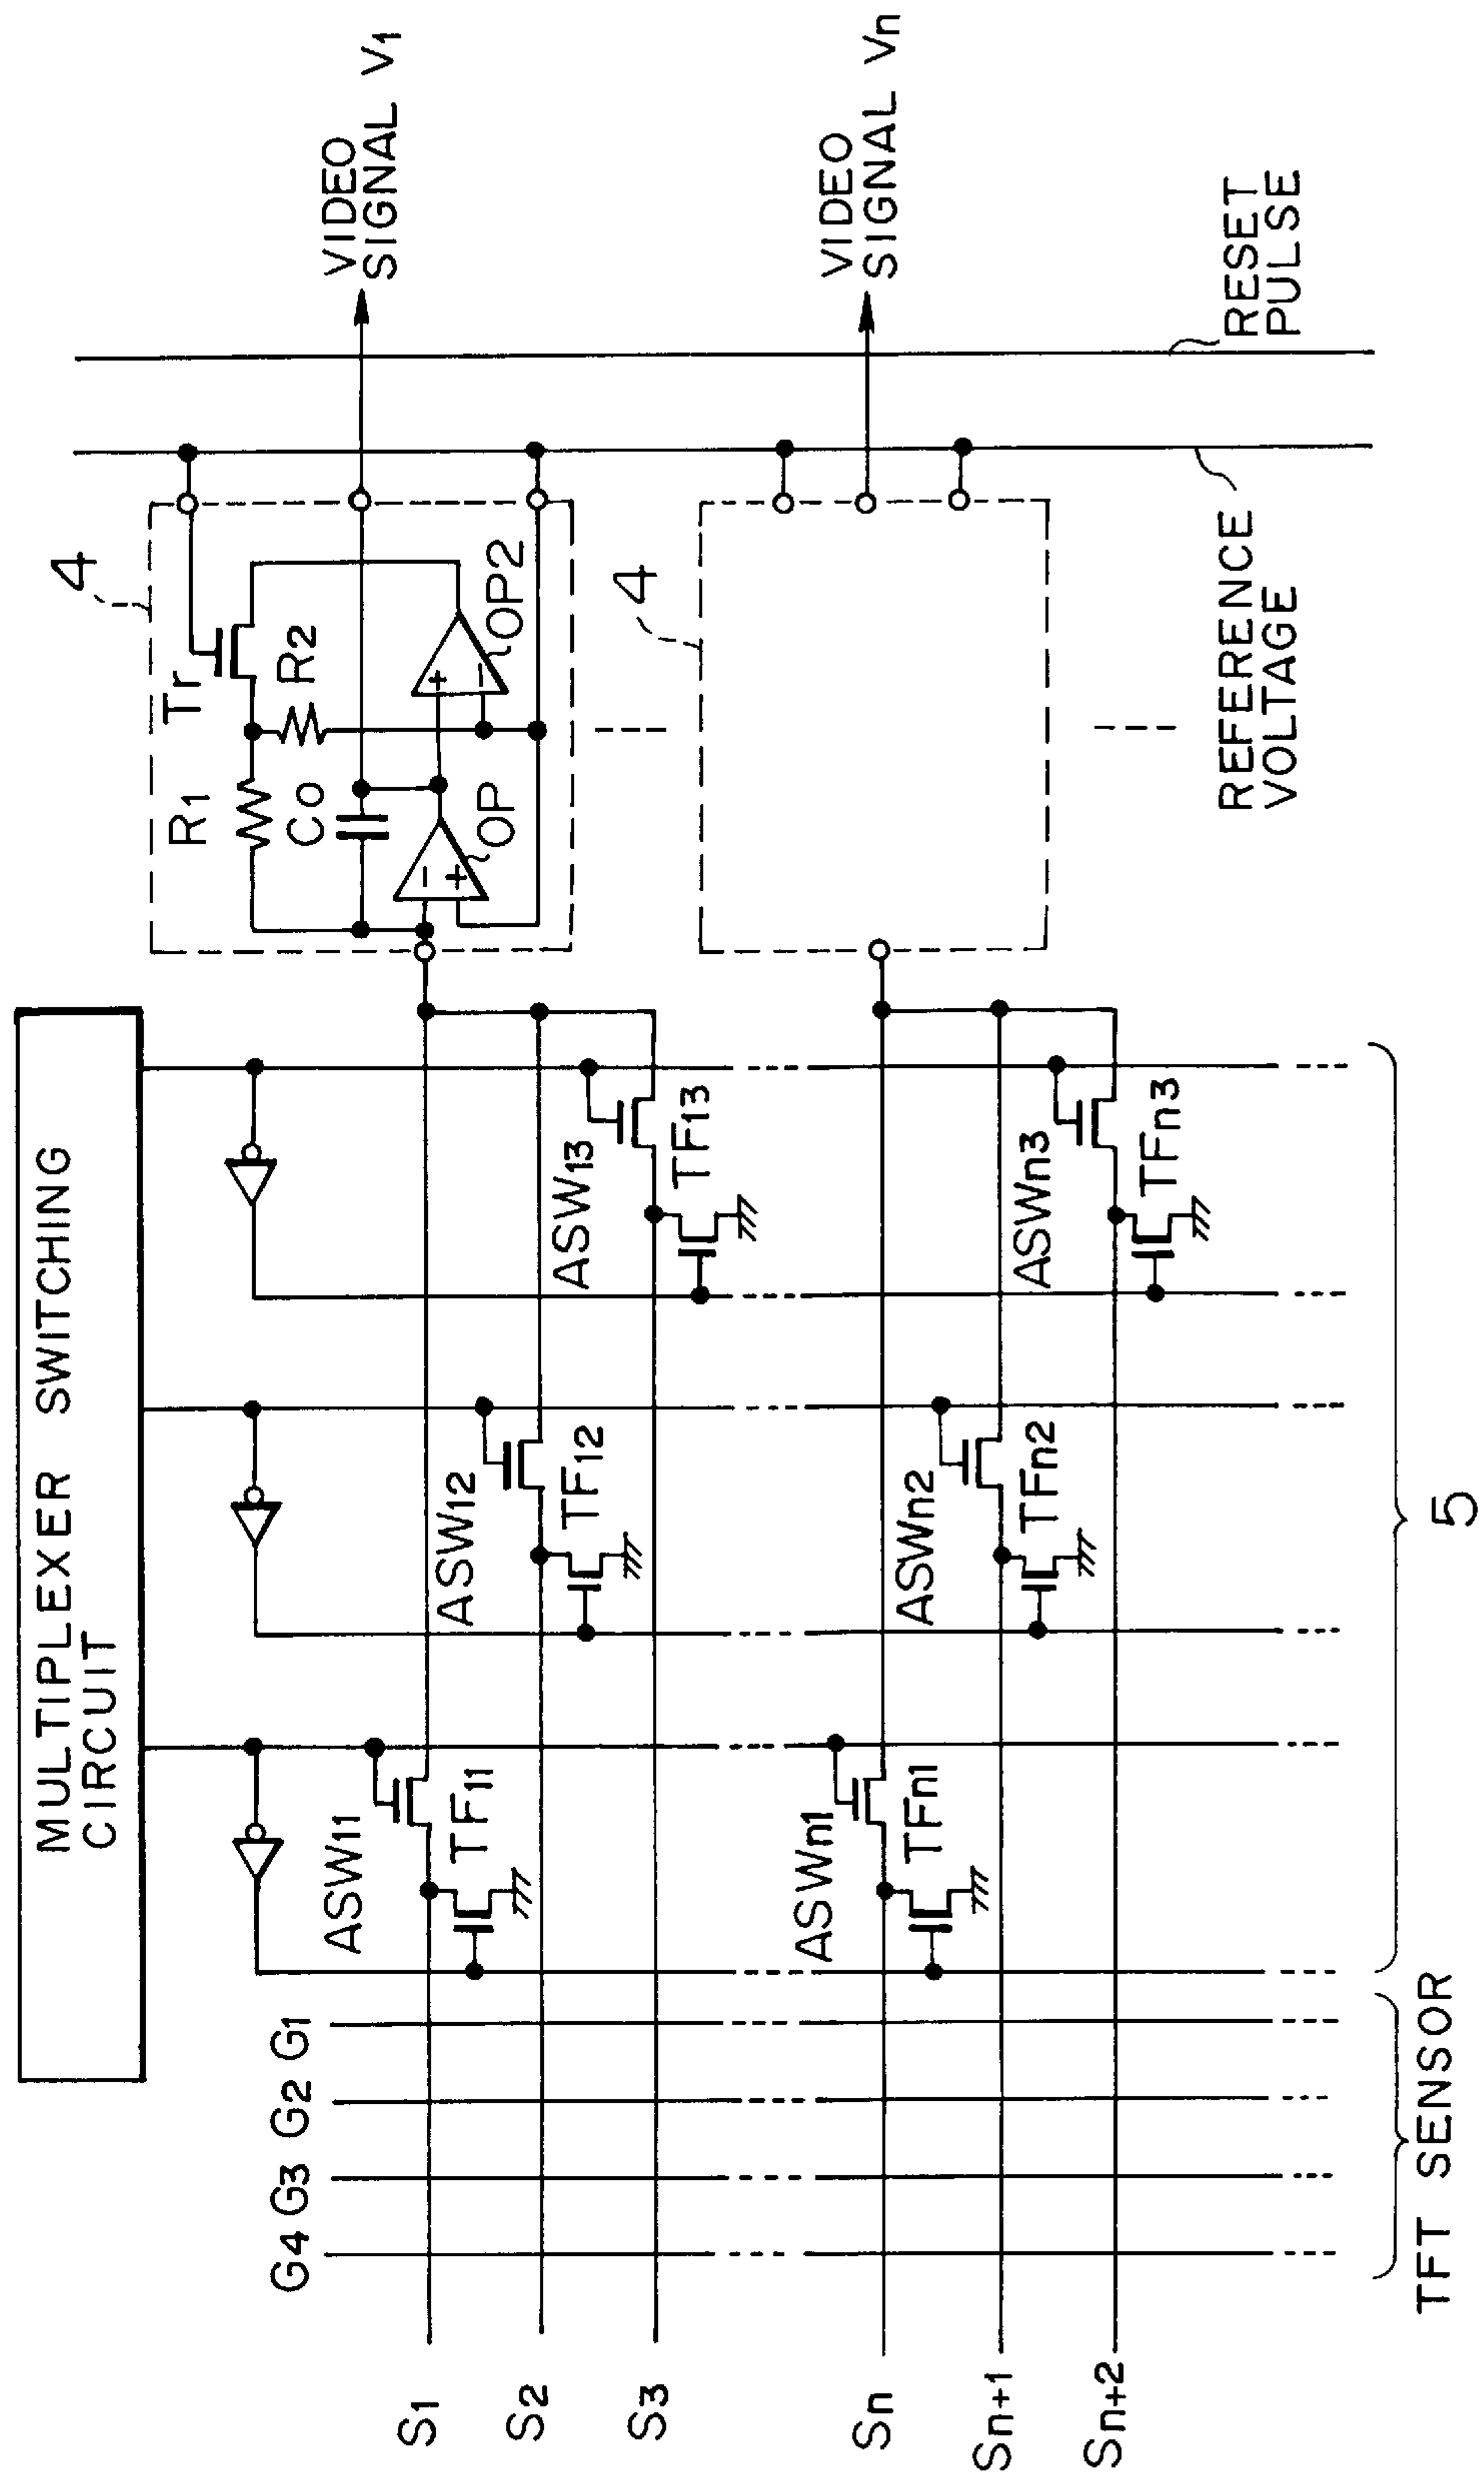 MULTIPLEXER SWITCHING
CIRCUIT
4
Tr
R1
R2
C0
OP
OP2
+
−
−
+
VIDEO
SIGNAL V1
4
VIDEO
SIGNAL Vn
REFERENCE
VOLTAGE
RESET
PULSE
G4 G3 G2 G1
ASW11
TF11
ASW12
TF12
ASW13
TF13
ASWn1
TFn1
ASWn2
TFn2
ASWn3
TFn3
S1
S2
S3
Sn
Sn+1
Sn+2
TFT SENSOR
5